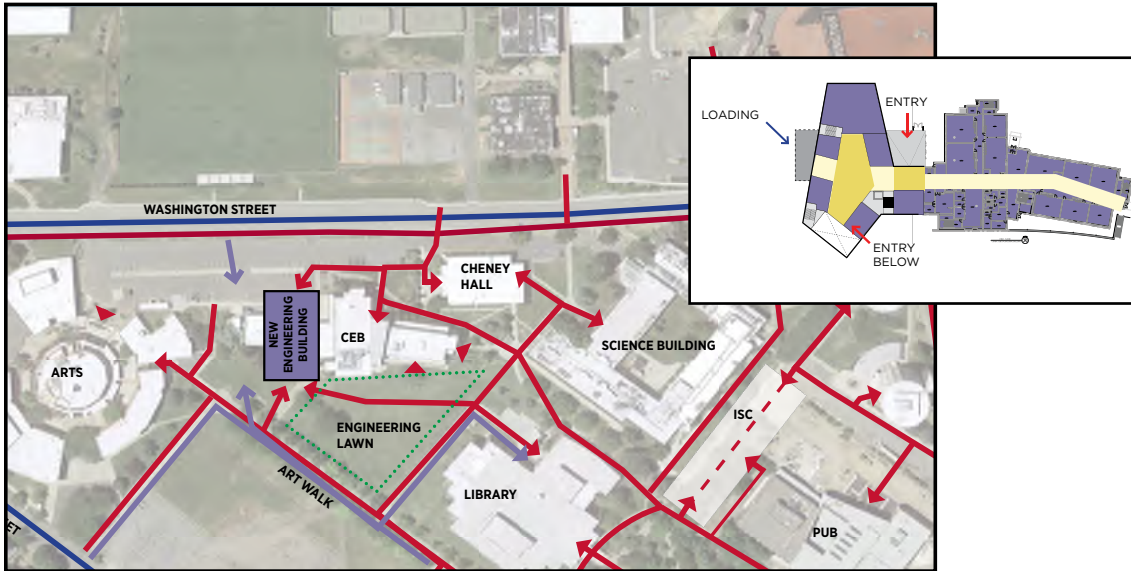 WASHINGTON STREET
CHENEY
HALL
NEW
ENGINEERING
BUILDING
CEB
SCIENCE BUILDING
ARTS
ENGINEERING
LAWN
ISC
ART WALK
LIBRARY
PUB
ET
LOADING
ENTRY
ENTRY
BELOW